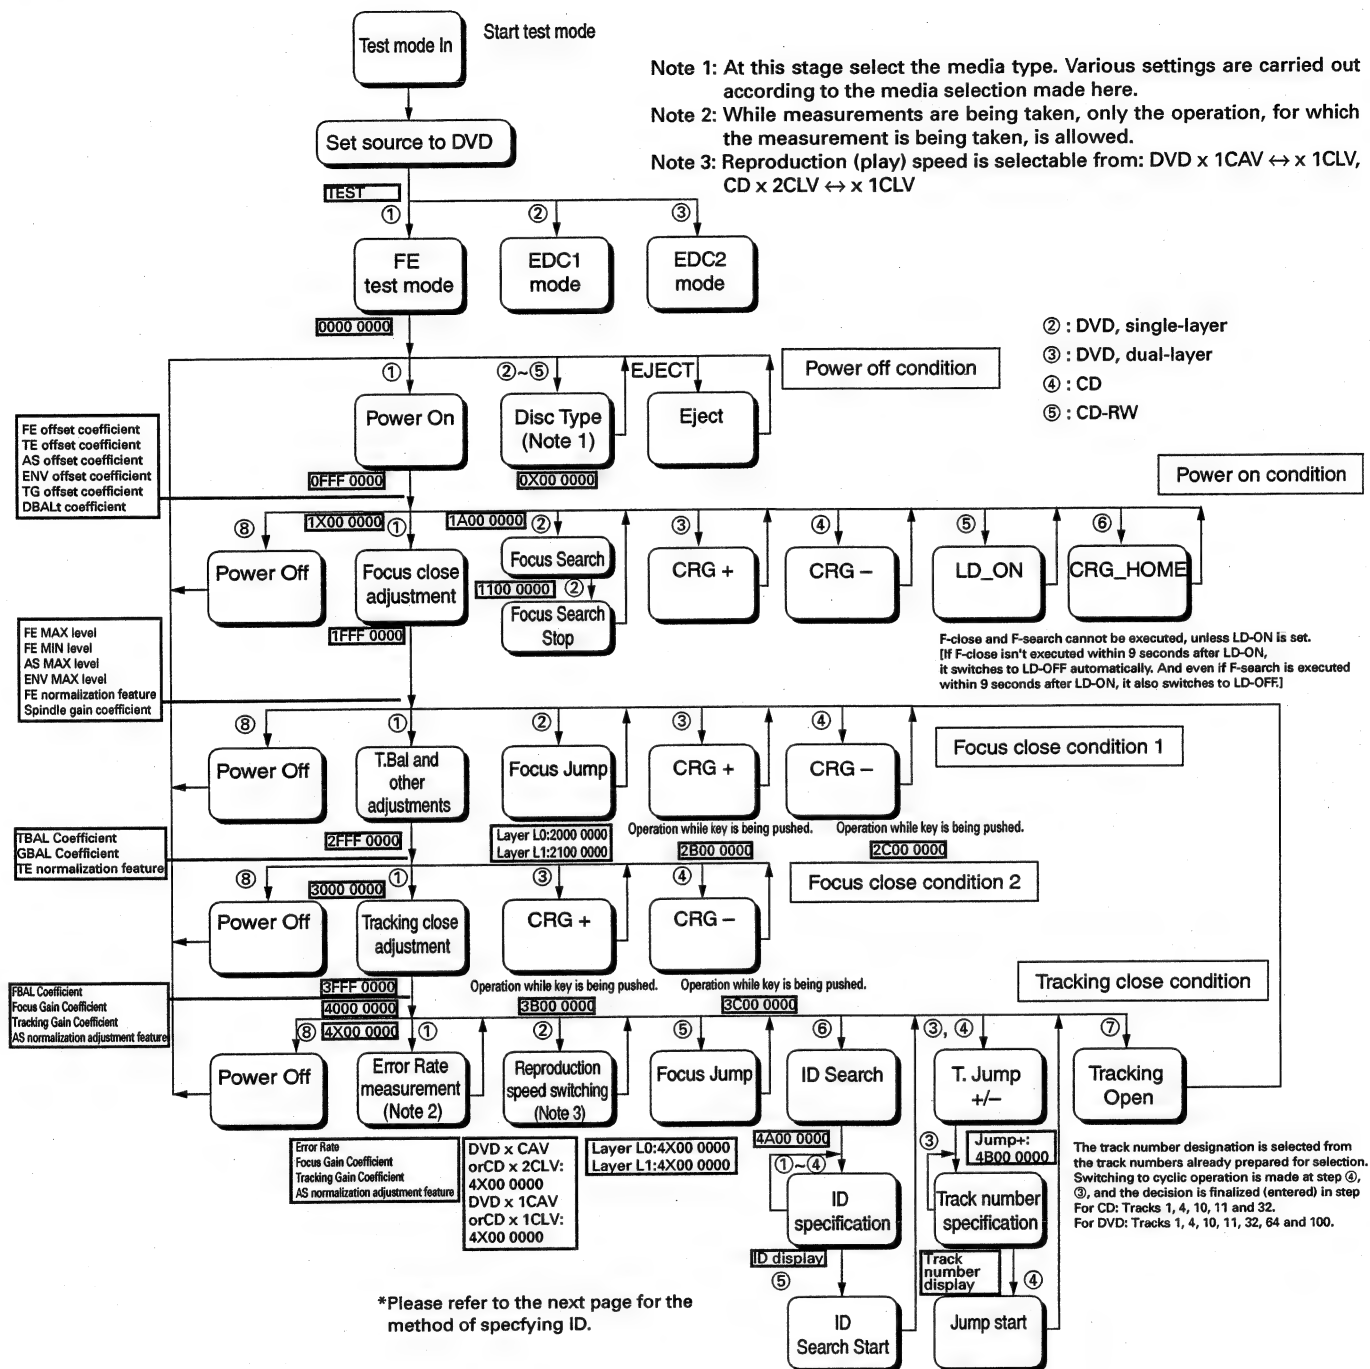 Test mode In
Start test mode
Note 1: At this stage select the media type. Various settings are carried out
according to the media selection made here.
Note 2: While measurements are being taken, only the operation, for which
the measurement is being taken, is allowed.
Note 3: Reproduction (play) speed is selectable from: DVD x 1CAV ↔ x 1CLV,
CD x 2CLV ↔ x 1CLV
Set source to DVD
TEST
① ② ③
FE
test mode
EDC1
mode
EDC2
mode
0000 0000
② : DVD, single-layer
③ : DVD, dual-layer
④ : CD
⑤ : CD-RW
① ②~⑤ EJECT
Power off condition
Power On
Disc Type
(Note 1)
Eject
FE offset coefficient
TE offset coefficient
AS offset coefficient
ENV offset coefficient
TG offset coefficient
DBALt coefficient
0FFF 0000
0X00 0000
Power on condition
⑧ 1X00 0000 ① 1A00 0000 ② ③ ④ ⑤ ⑥
Power Off
Focus close
adjustment
Focus Search
1100 0000 ②
Focus Search
Stop
CRG +
CRG –
LD_ON
CRG_HOME
1FFF 0000
F-close and F-search cannot be executed, unless LD-ON is set.
[If F-close isn't executed within 9 seconds after LD-ON,
it switches to LD-OFF automatically. And even if F-search is executed
within 9 seconds after LD-ON, it also switches to LD-OFF.]
FE MAX level
FE MIN level
AS MAX level
ENV MAX level
FE normalization feature
Spindle gain coefficient
⑧ ① ② ③ ④
Focus close condition 1
Power Off
T.Bal and
other
adjustments
Focus Jump
CRG +
CRG –
TBAL Coefficient
GBAL Coefficient
TE normalization feature
2FFF 0000
Layer L0:2000 0000
Layer L1:2100 0000
Operation while key is being pushed.
2B00 0000
Operation while key is being pushed.
2C00 0000
⑧ 3000 0000 ① ③ ④
Focus close condition 2
Power Off
Tracking close
adjustment
CRG +
CRG –
Tracking close condition
FBAL Coefficient
Focus Gain Coefficient
Tracking Gain Coefficient
AS normalization adjustment feature
3FFF 0000
4000 0000
4X00 0000
Operation while key is being pushed.
3B00 0000
Operation while key is being pushed.
3C00 0000
⑧ ① ② ⑤ ⑥ ③, ④ ⑦
Power Off
Error Rate
measurement
(Note 2)
Reproduction
speed switching
(Note 3)
Focus Jump
ID Search
T. Jump
+/–
Tracking
Open
Error Rate
Focus Gain Coefficient
Tracking Gain Coefficient
AS normalization adjustment feature
DVD x CAV
orCD x 2CLV:
4X00 0000
DVD x 1CAV
orCD x 1CLV:
4X00 0000
Layer L0:4X00 0000
Layer L1:4X00 0000
4A00 0000
①~④
ID
specification
ID display
⑤
ID
Search Start
③
Jump+:
4B00 0000
Track number
specification
Track
number
display
④
Jump start
The track number designation is selected from
the track numbers already prepared for selection.
Switching to cyclic operation is made at step ④,
③, and the decision is finalized (entered) in step
For CD: Tracks 1, 4, 10, 11 and 32.
For DVD: Tracks 1, 4, 10, 11, 32, 64 and 100.
*Please refer to the next page for the
method of specfying ID.